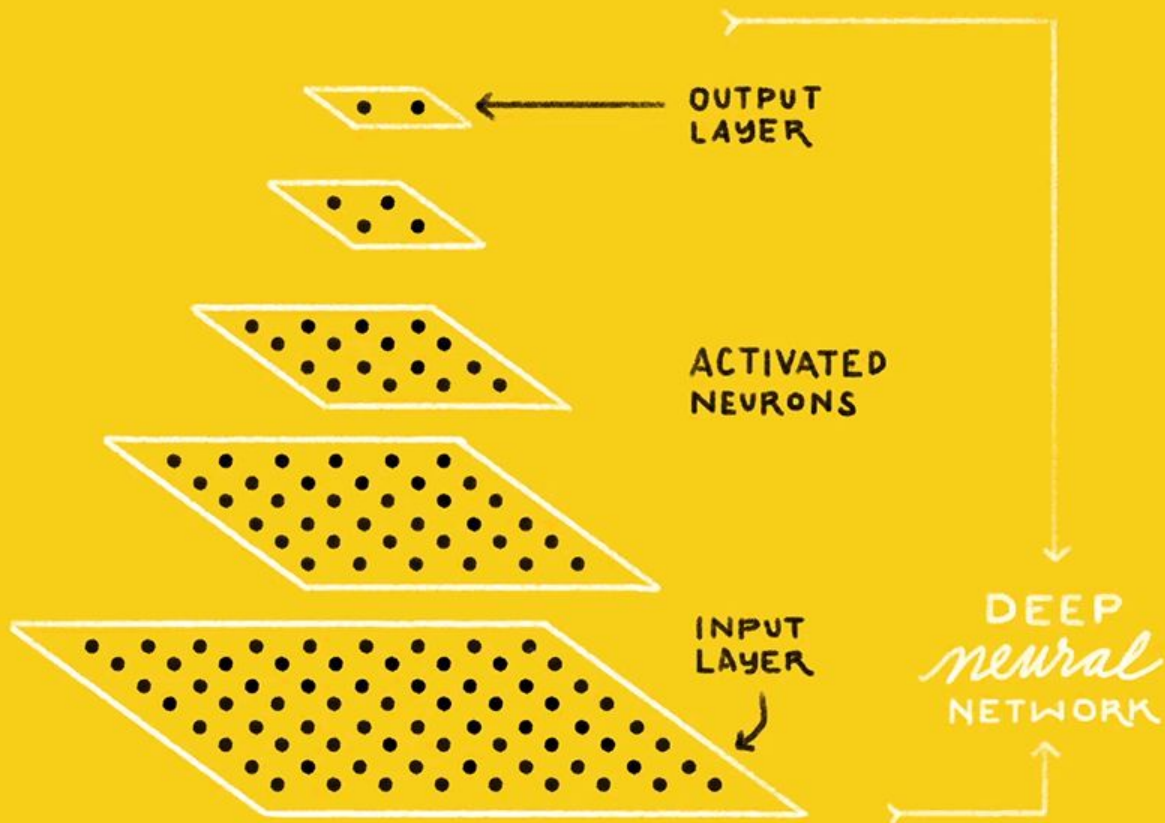 OUTPUT
LAYER
ACTIVATED
NEURONS
INPUT
LAYER
DEEP
neural
NETWORK